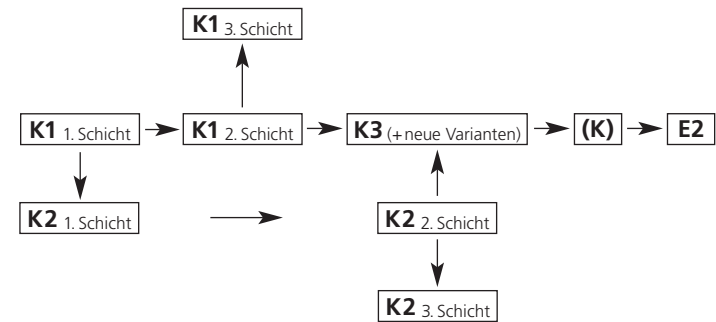 K1 3. Schicht
K1 1. Schicht
K1 2. Schicht
K3 (+neue Varianten)
(K)
E2
K2 1. Schicht
K2 2. Schicht
K2 3. Schicht